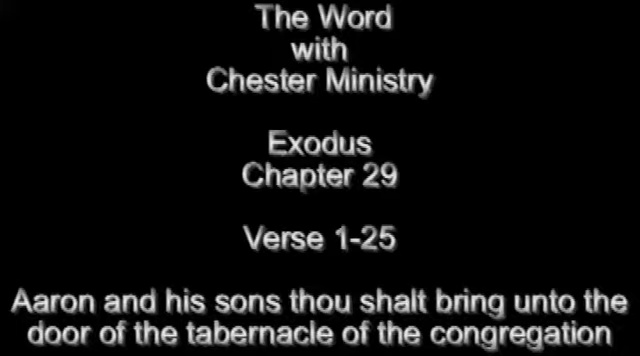 The Word
with
Chester Ministry
Exodus
Chapter 29
Verse 1-25
Aaron and his sons thou shalt bring unto the
door of the tabernacle of the congregation